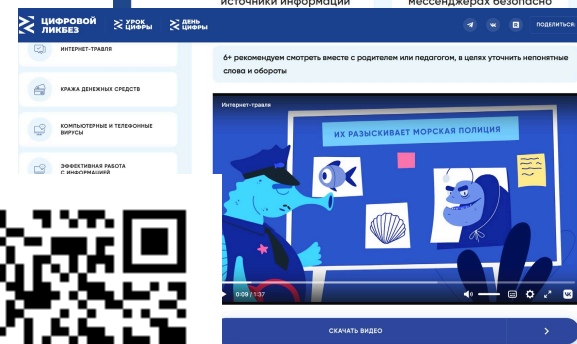 источники информации
мессенджерах безопасно
ЦИФРОВОЙ
ЛИКБЕЗ
УРОК
ЦИФРЫ
ДЕНЬ
ЦИФРЫ
ПОДЕЛИТЬСЯ:
ИНТЕРНЕТ-ТРАВЛЯ
КРАЖА ДЕНЕЖНЫХ СРЕДСТВ
КОМПЬЮТЕРНЫЕ И ТЕЛЕФОННЫЕ
ВИРУСЫ
ЭФФЕКТИВНАЯ РАБОТА
С ИНФОРМАЦИЕЙ
6+ рекомендуем смотреть вместе с родителем или педагогом, в целях уточнить непонятные
слова и обороты
Интернет-травля
ИХ РАЗЫСКИВАЕТ МОРСКАЯ ПОЛИЦИЯ
0:09 / 1:37
СКАЧАТЬ ВИДЕО